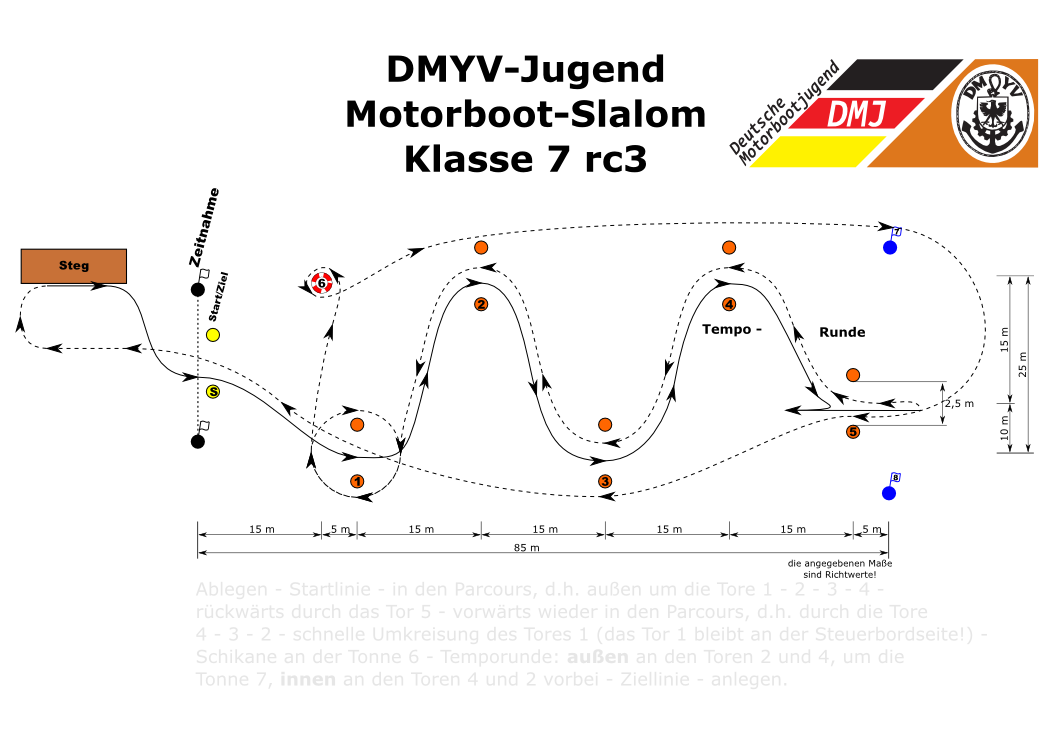 DMYV-Jugend
Motorboot-Slalom
Klasse 7 rc3
Deutsche
Motorbootjugend
DMJ
DMYV
Zeitnahme
Start/Ziel
Steg
S
6
7
2
4
Tempo - Runde
5
8
1
3
15 m
25 m
2,5 m
10 m
15 m 5 m 15 m 15 m 15 m 15 m 5 m
85 m
die angegebenen Maße
sind Richtwerte!
Ablegen - Startlinie - in den Parcours, d.h. außen um die Tore 1 - 2 - 3 - 4 -
rückwärts durch das Tor 5 - vorwärts wieder in den Parcours, d.h. durch die Tore
4 - 3 - 2 - schnelle Umkreisung des Tores 1 (das Tor 1 bleibt an der Steuerbordseite!) -
Schikane an der Tonne 6 - Temporunde: außen an den Toren 2 und 4, um die
Tonne 7, innen an den Toren 4 und 2 vorbei - Ziellinie - anlegen.